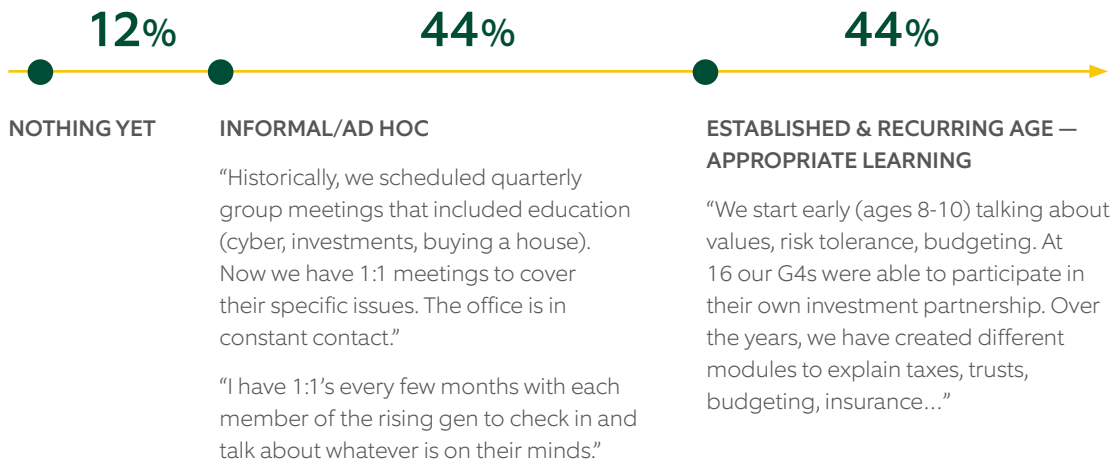 12%
44%
44%
NOTHING YET
INFORMAL/AD HOC
“Historically, we scheduled quarterly
group meetings that included education
(cyber, investments, buying a house).
Now we have 1:1 meetings to cover
their specific issues. The office is in
constant contact.”
“I have 1:1’s every few months with each
member of the rising gen to check in and
talk about whatever is on their minds.”
ESTABLISHED & RECURRING AGE —
APPROPRIATE LEARNING
“We start early (ages 8-10) talking about
values, risk tolerance, budgeting. At
16 our G4s were able to participate in
their own investment partnership. Over
the years, we have created different
modules to explain taxes, trusts,
budgeting, insurance…”